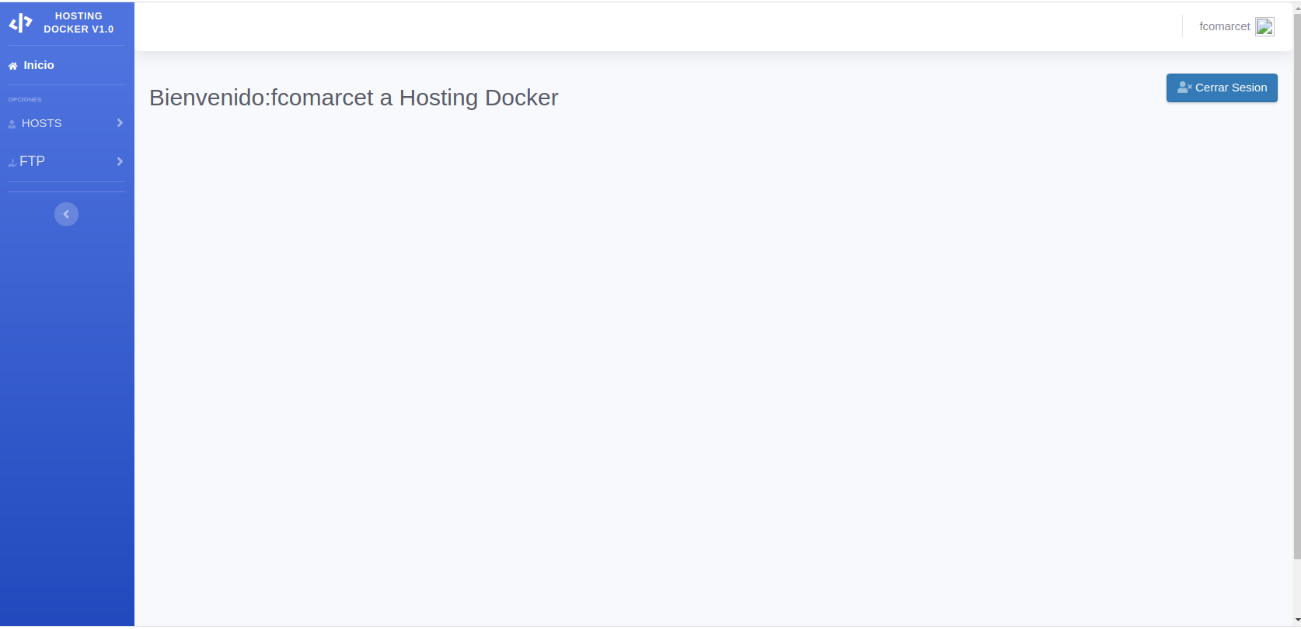 HOSTING
DOCKER V1.0
fcomarcet
Inicio
Bienvenido:fcomarcet a Hosting Docker
Cerrar Sesion
OPCIONES
HOSTS
FTP